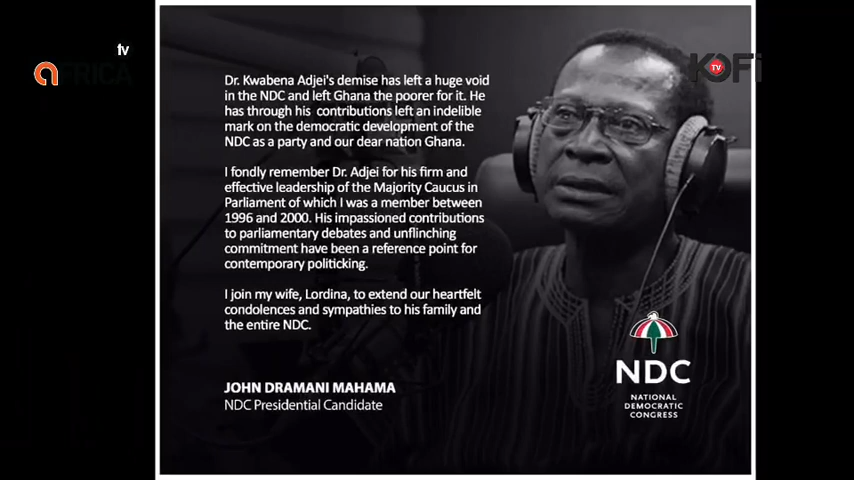 tv
AFRICA
KOFI
TV
Dr. Kwabena Adjei's demise has left a huge void
in the NDC and left Ghana the poorer for it. He
has through his contributions left an indelible
mark on the democratic development of the
NDC as a party and our dear nation Ghana.
I fondly remember Dr. Adjei for his firm and
effective leadership of the Majority Caucus in
Parliament of which I was a member between
1996 and 2000. His impassioned contributions
to parliamentary debates and unflinching
commitment have been a reference point for
contemporary politicking.
I join my wife, Lordina, to extend our heartfelt
condolences and sympathies to his family and
the entire NDC.
JOHN DRAMANI MAHAMA
NDC Presidential Candidate
NDC
NATIONAL
DEMOCRATIC
CONGRESS